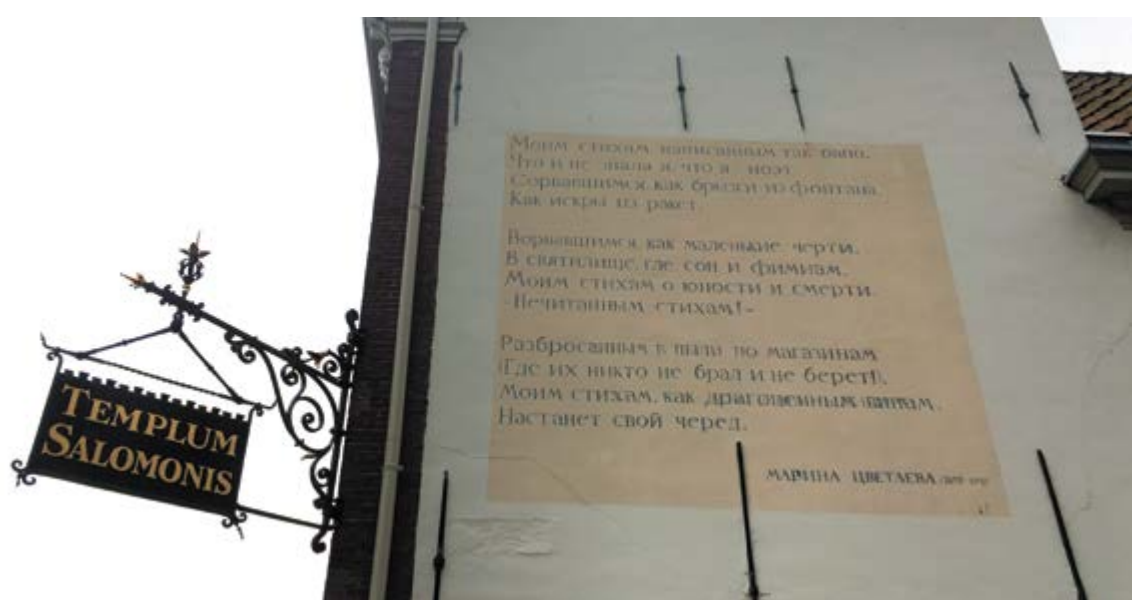 TEMPLUM
SALOMONIS
Моим стихам, написанным так рано,
Что и не знала я, что я поэт,
Сорвавшимся, как брызги из фонтана,
Как искры из ракет,
Ворвавшимся, как маленькие черти,
В святилище, где сон и фимиам,
Моим стихам о юности и смерти,
-Нечитанным стихам!-
Разбросанным в пыли по магазинам
(Где их никто не брал и не берет!),
Моим стихам, как драгоценным винам,
Настанет свой черед.
МАРИНА ЦВЕТАЕВА